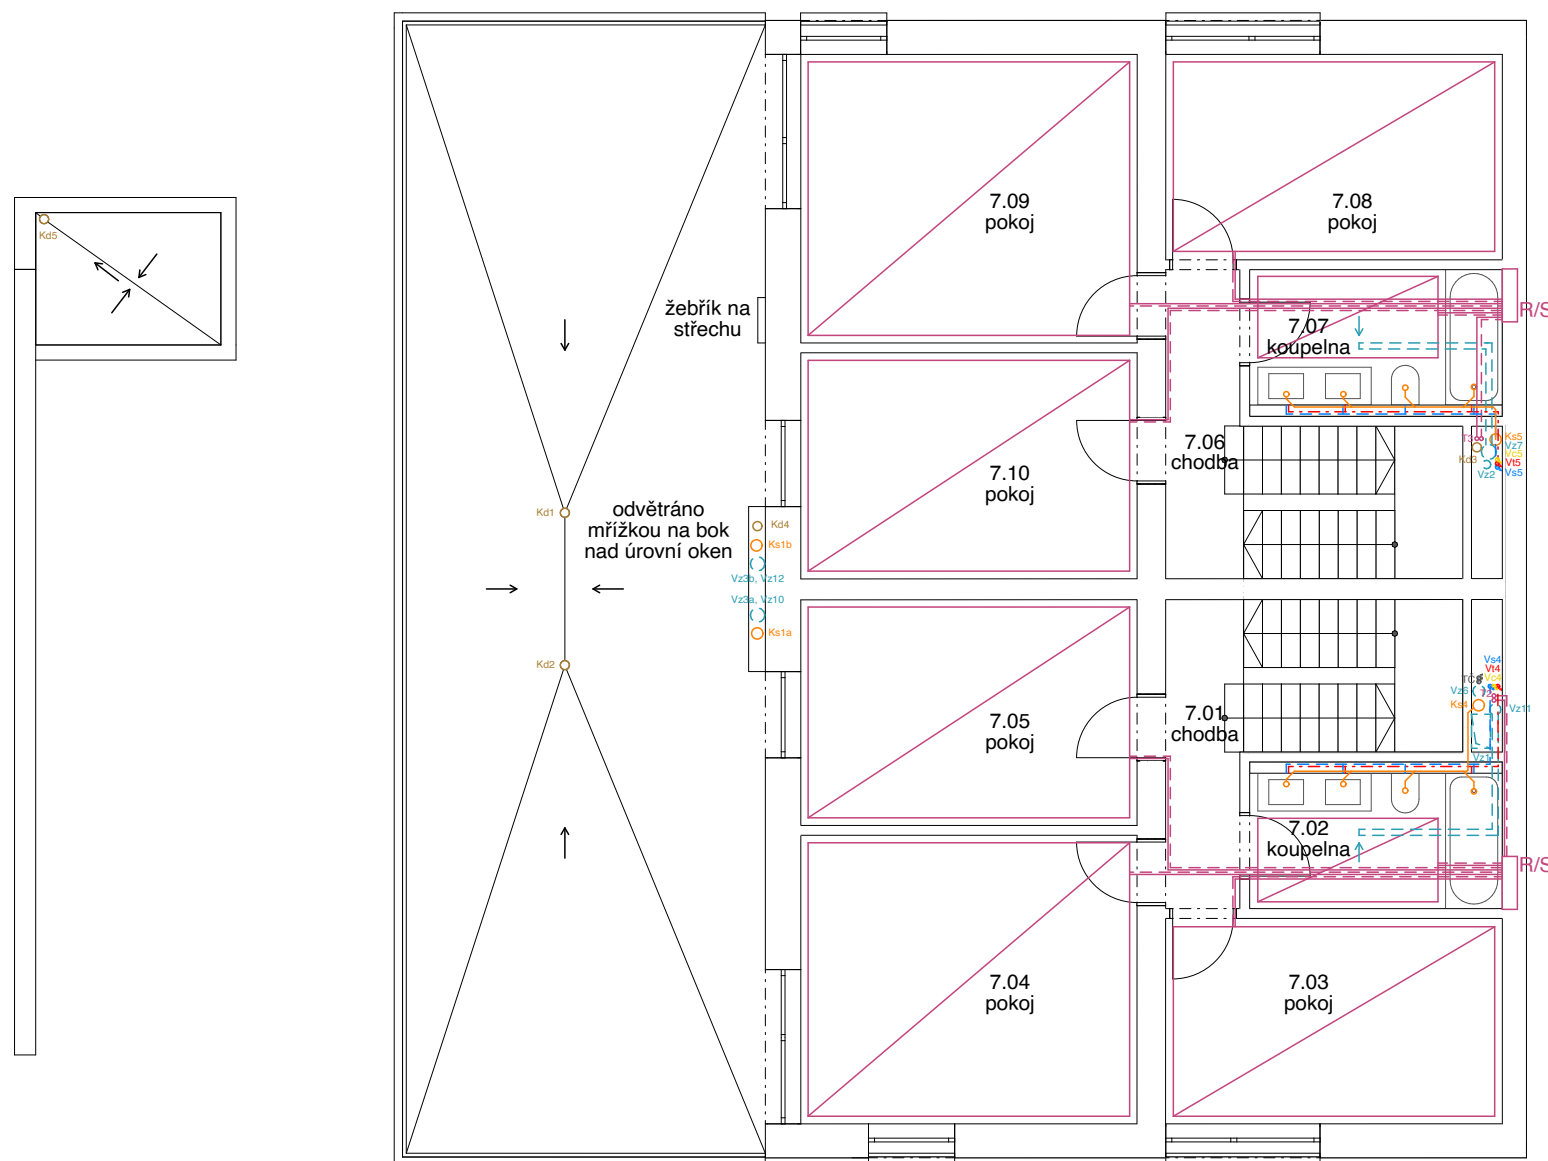 7.09
pokoj
7.08
pokoj
Kd5
žebřík na
střechu
R/S
7.07
koupelna
7.06
chodba
7.10
pokoj
Ks5
Vz7
Vc5
Vt5
Vs5
Kd3
Vz2
Kd1
odvětráno
mřížkou na bok
nad úrovní oken
Kd4
Ks1b
Vz3b, Vz12
Vz3a, Vz10
Ks1a
Kd2
7.05
pokoj
7.01
chodba
Vs4
Vt4
Vc4
Vz6
Ks4
Vz11
Vz1
7.02
koupelna
R/S
7.04
pokoj
7.03
pokoj